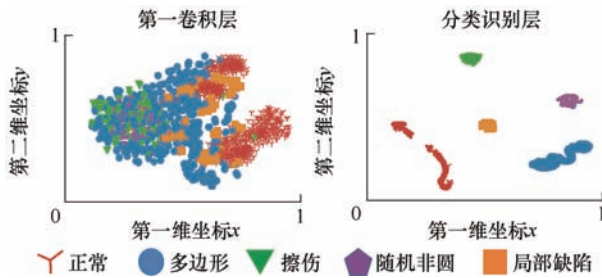 第一卷积层
分类识别层
1
第二维坐标y
0
第一维坐标x
1
1
第二维坐标y
0
第一维坐标x
1
正常
多边形
擦伤
随机非圆
局部缺陷